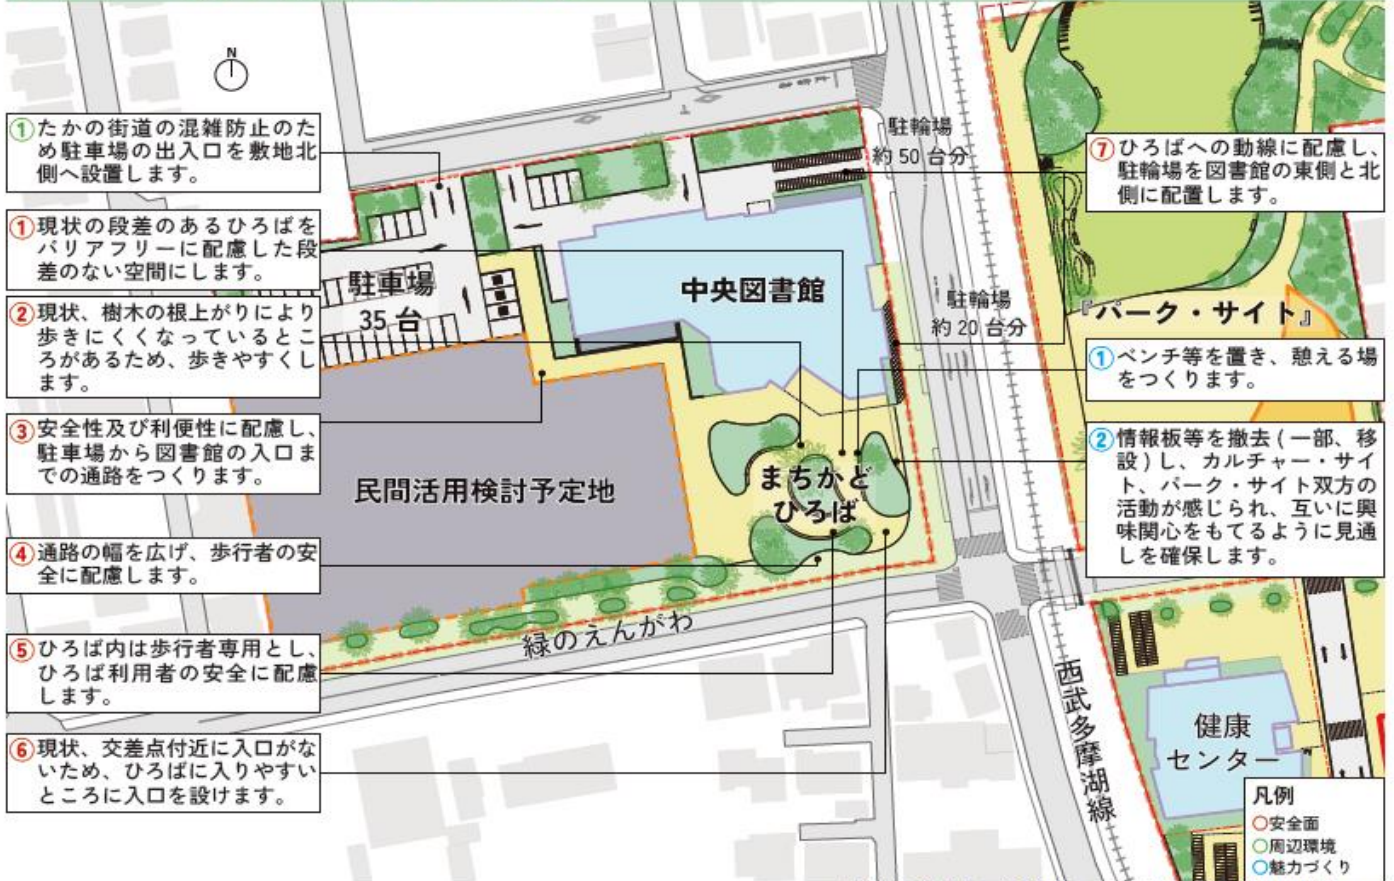 N
①たかの街道の混雑防止のた
め駐車場の出入口を敷地北
側へ設置します。
①現状の段差のあるひろばを
バリアフリーに配慮した段
差のない空間にします。
②現状、樹木の根上がりにより
歩きにくくなっているとこ
ろがあるため、歩きやすくし
ます。
③安全性及び利便性に配慮し、
駐車場から図書館の入口ま
での通路をつくります。
④通路の幅を広げ、歩行者の安
全に配慮します。
⑤ひろば内は歩行者専用とし、
ひろば利用者の安全に配慮
します。
⑥現状、交差点付近に入口がな
いため、ひろばに入りやすい
ところに入口を設けます。
駐車場
35 台
中央図書館
駐輪場
約 50 台分
駐輪場
約 20 台分
民間活用検討予定地
まちかど
ひろば
緑のえんがわ
西武多摩湖線
『パーク・サイト』
⑦ひろばへの動線に配慮し、
駐輪場を図書館の東側と北
側に配置します。
①ベンチ等を置き、憩える場
をつくります。
②情報板等を撤去(一部、移
設)し、カルチャー・サイ
ト、パーク・サイト双方の
活動が感じられ、互いに興
味関心をもてるように見通
しを確保します。
健康
センター
凡例
○安全面
○周辺環境
○魅力づくり